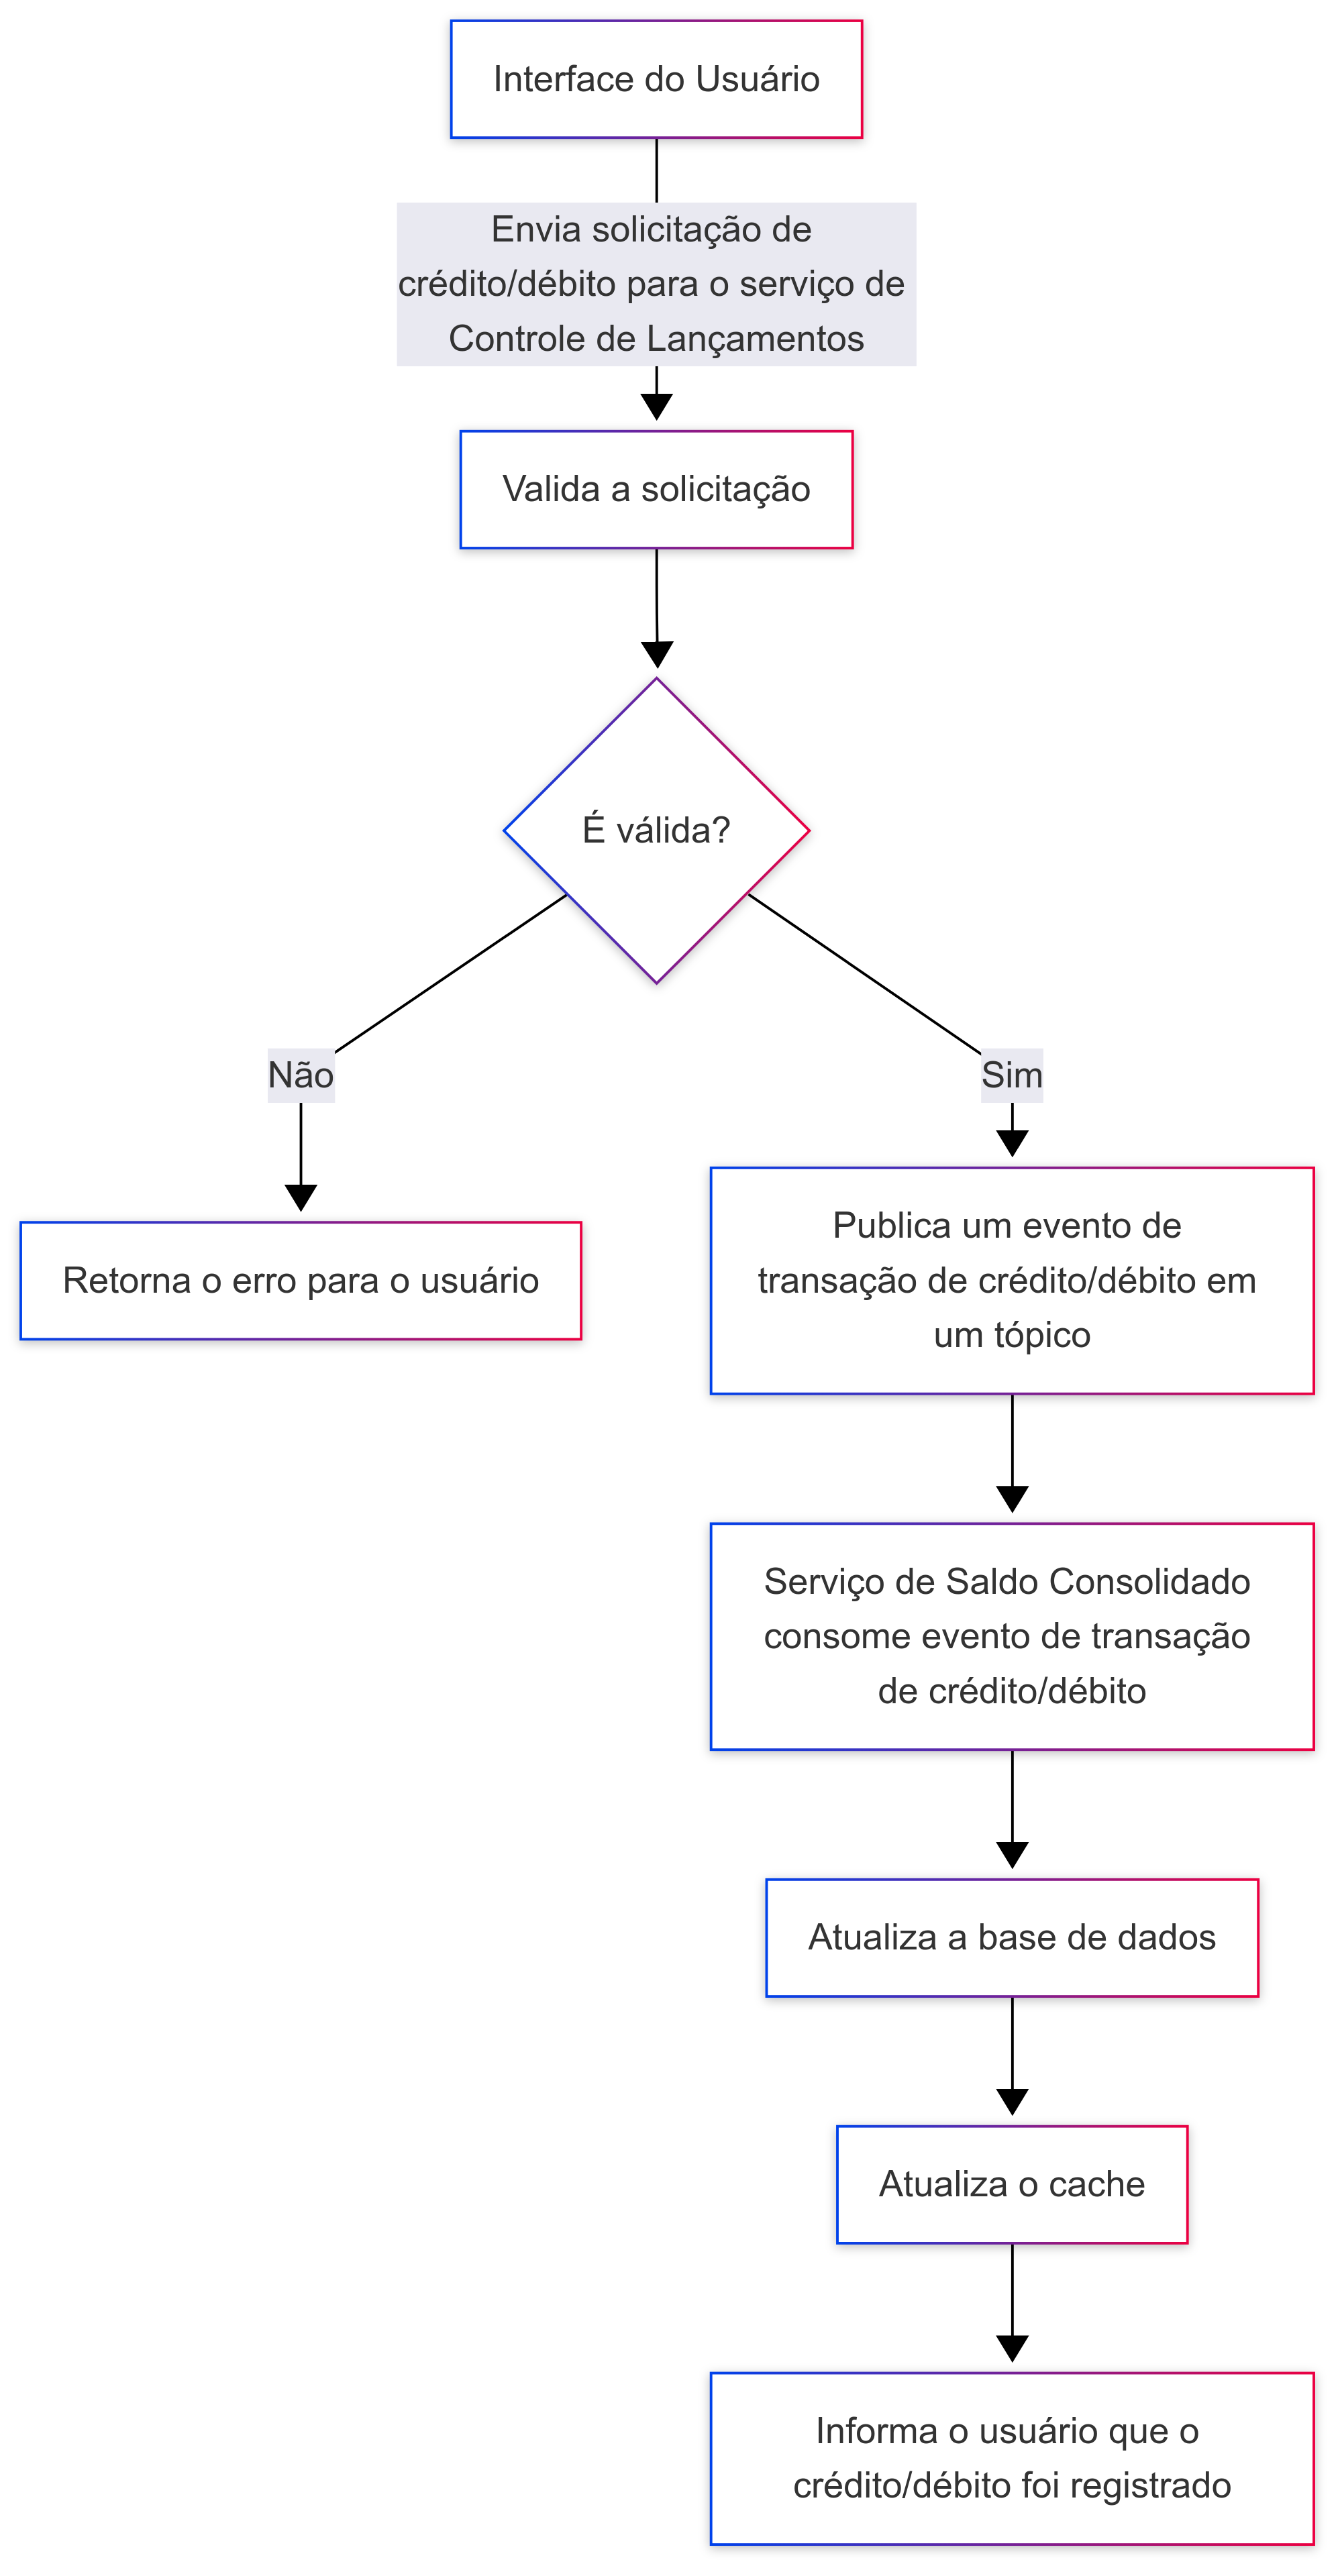 Interface do Usuário
Envia solicitação de
crédito/débito para o serviço de
Controle de Lançamentos
Valida a solicitação
É válida?
Não
Sim
Retorna o erro para o usuário
Publica um evento de
transação de crédito/débito em
um tópico
Serviço de Saldo Consolidado
consome evento de transação
de crédito/débito
Atualiza a base de dados
Atualiza o cache
Informa o usuário que o
crédito/débito foi registrado